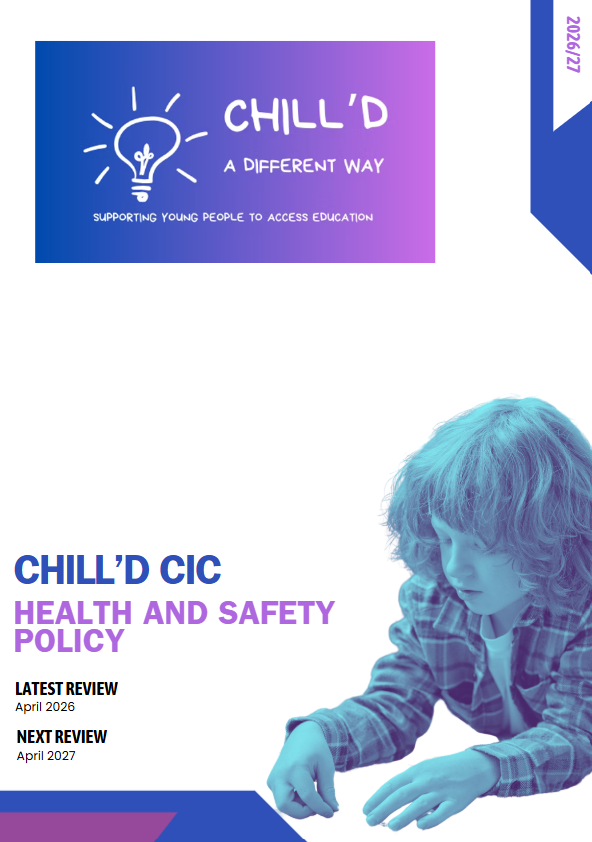 2026/27
CHILL'D
A DIFFERENT WAY
SUPPORTING YOUNG PEOPLE TO ACCESS EDUCATION
CHILL'D CIC
HEALTH AND SAFETY
POLICY
LATEST REVIEW
April 2026
NEXT REVIEW
April 2027